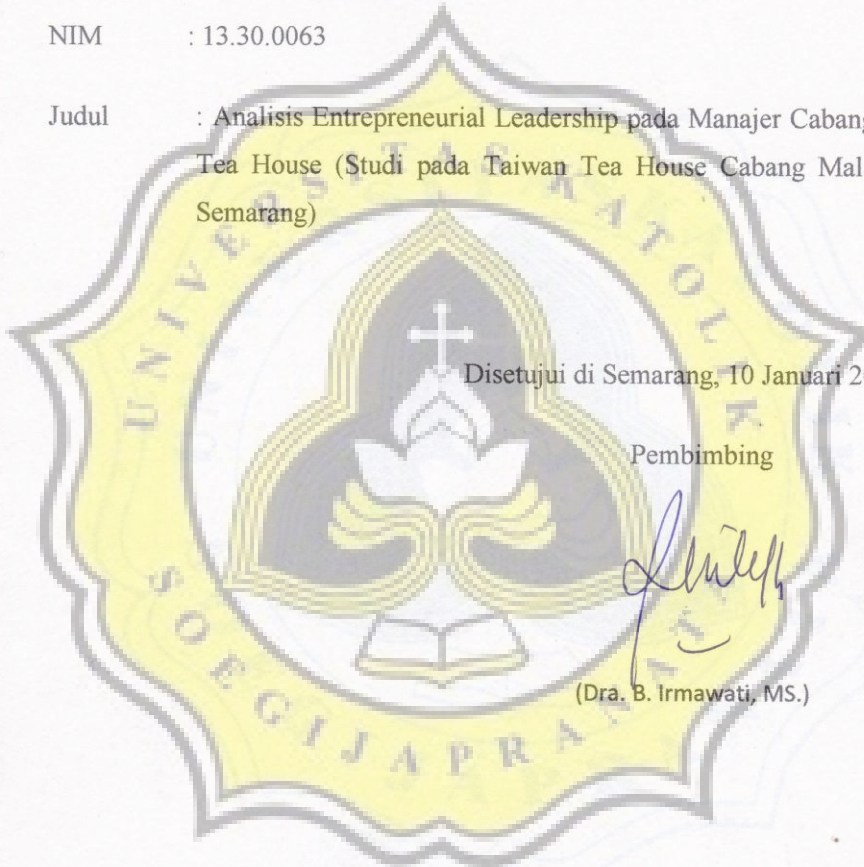 NIM : 13.30.0063
Judul : Analisis Entrepreneurial Leadership pada Manajer Cabang
Tea House (Studi pada Taiwan Tea House Cabang Mal
Semarang)
UNIVERSITAS KATOLIK
SOEGIJAPRANATA
Disetujui di Semarang, 10 Januari 2
Pembimbing
(Dra. B. Irmawati, MS.)